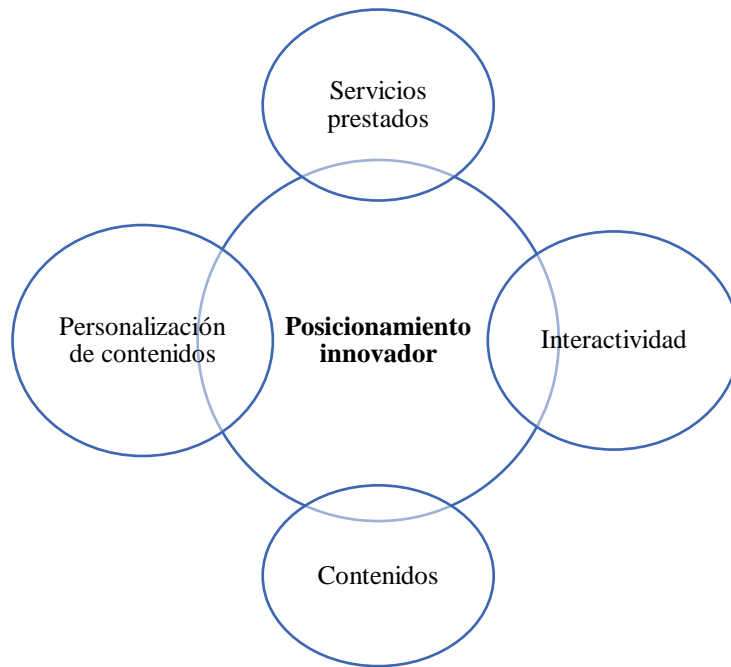 Servicios
prestados
Personalización
de contenidos
Posicionamiento
innovador
Interactividad
Contenidos